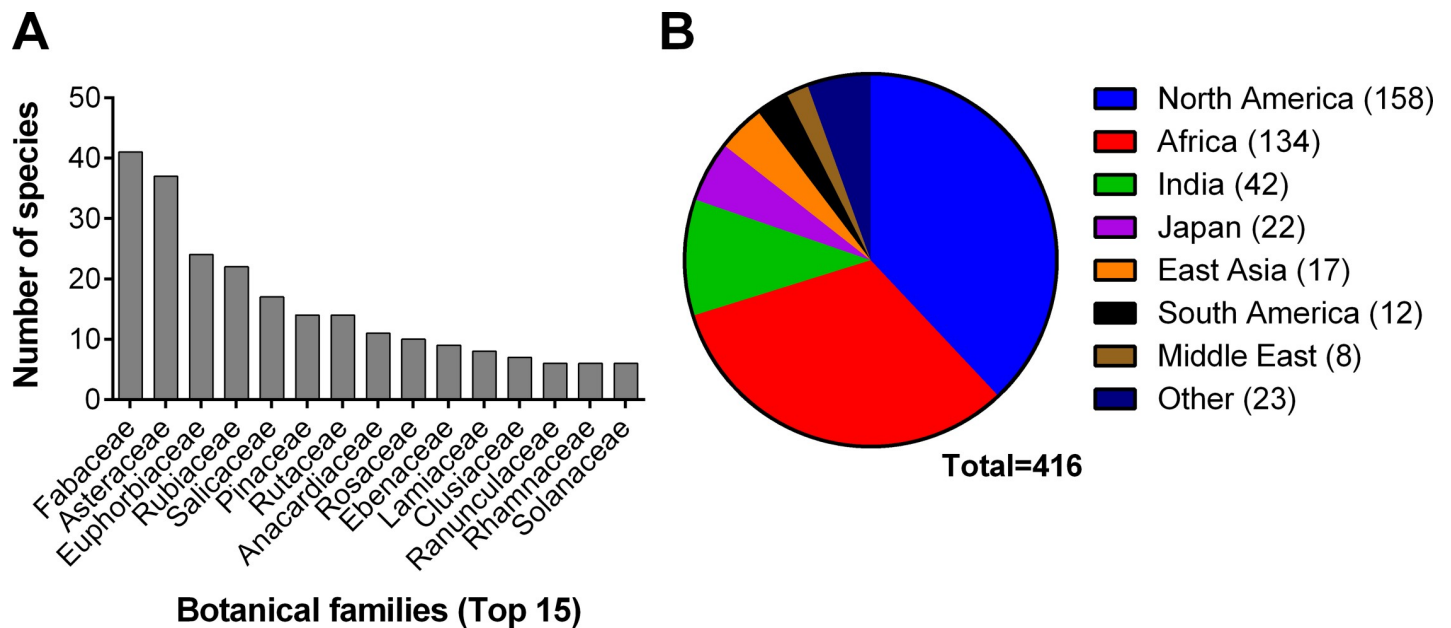 A
Number of species
50
40
30
20
10
0
Fabaceae
Asteraceae
Euphorbiaceae
Rubiaceae
Salicaceae
Pinaceae
Rutaceae
Anacardiaceae
Rosaceae
Ebenaceae
Lamiaceae
Clusiaceae
Ranunculaceae
Rhamnaceae
Solanaceae
Botanical families (Top 15)
B
North America (158)
Africa (134)
India (42)
Japan (22)
East Asia (17)
South America (12)
Middle East (8)
Other (23)
Total=416